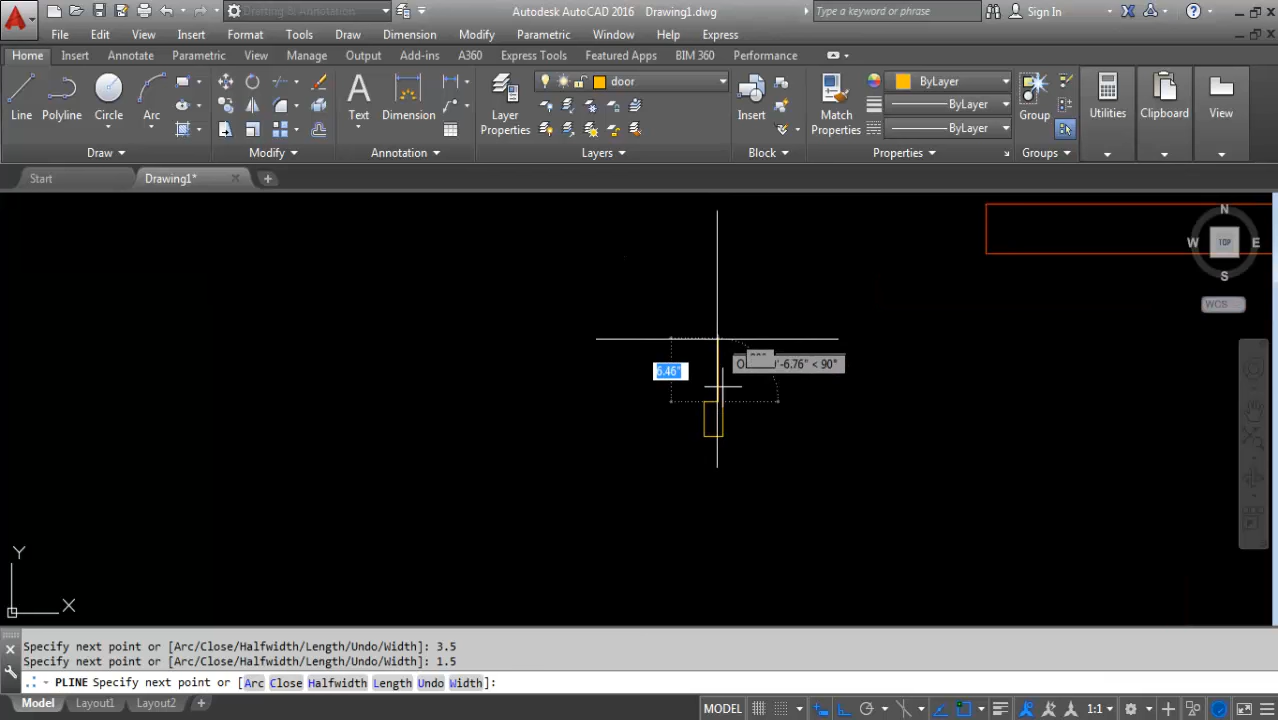 Drafting & Annotation
Autodesk AutoCAD 2016 Drawing1.dwg
Type a keyword or phrase
Sign In
File Edit View Insert Format Tools Draw Dimension Modify Parametric Window Help Express
Home Insert Annotate Parametric View Manage Output Add-ins A360 Express Tools Featured Apps BIM 360 Performance
Line Polyline Circle Arc
Text Dimension
Layer Properties
door
Insert
Match Properties
ByLayer
ByLayer
ByLayer
Group
Utilities
Clipboard
View
Draw Modify Annotation Layers Block Properties Groups
Start Drawing1* +
N
W TOP E
S
WCS
6.46"
-6.76" < 90°
Y
X
Specify next point or [Arc/Close/Halfwidth/Length/Undo/Width]: 3.5
Specify next point or [Arc/Close/Halfwidth/Length/Undo/Width]: 1.5
PLINE Specify next point or [Arc Close Halfwidth Length Undo Width]:
Model Layout1 Layout2 +
MODEL
1:1